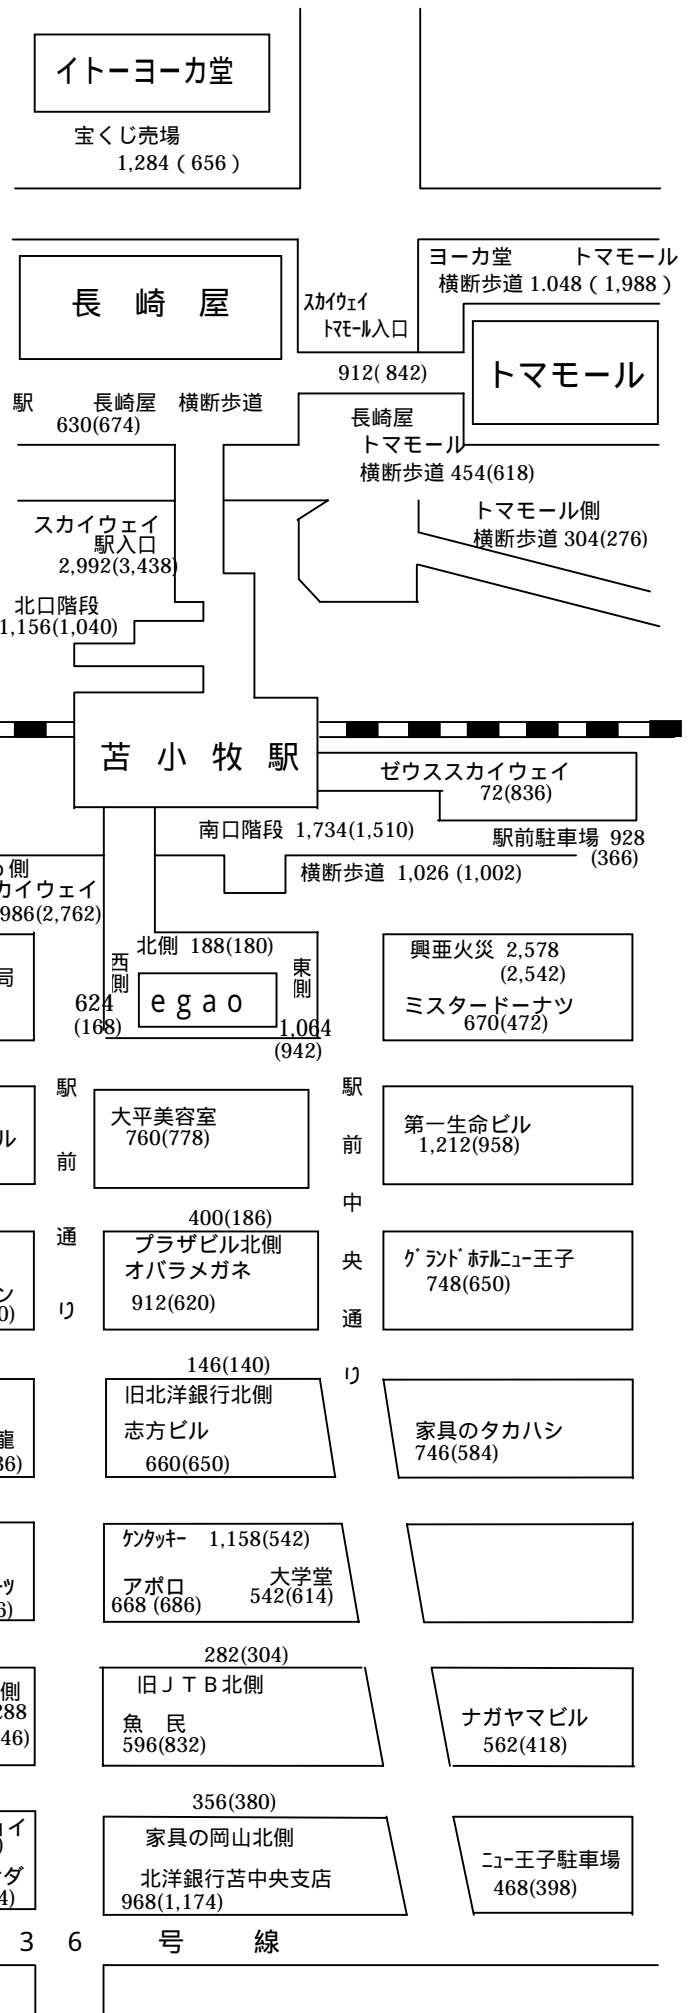 イトーヨーカ堂
宝くじ売場
1,284 ( 656 )
長 崎 屋
ｽｶｲｳｪｲ
ﾄﾏﾓｰﾙ入口
ヨーカ堂 トマモール
横断歩道 1.048 ( 1,988 )
912( 842)
トマモール
駅 長崎屋 横断歩道
630(674)
長崎屋
トマモール
横断歩道 454(618)
スカイウェイ
駅入口
2,992(3,438)
トマモール側
横断歩道 304(276)
北口階段
1,156(1,040)
苫 小 牧 駅
ゼウススカイウェイ
72(836)
南口階段 1,734(1,510)
駅前駐車場 928
(366)
横断歩道 1,026 (1,002)
側
カイウェイ
986(2,762)
北側 188(180)
西側
東側
egao
624
(168)
1,064
(942)
興亜火災 2,578
(2,542)
ミスタードーナツ
670(472)
局
駅前通り
駅前中央通り
大平美容室
760(778)
第一生命ビル
1,212(958)
ル
400(186)
プラザビル北側
オバラメガネ
912(620)
ｸﾞﾗﾝﾄﾞﾎﾃﾙﾆｭｰ王子
748(650)
ン
0)
146(140)
旧北洋銀行北側
志方ビル
660(650)
家具のタカハシ
746(584)
龍
36)
ｹﾝﾀｯｷｰ 1,158(542)
アポロ
668 (686)
大学堂
542(614)
ｯ
6)
282(304)
旧ＪＴＢ北側
魚 民
596(832)
ナガヤマビル
562(418)
側
288
46)
356(380)
家具の岡山北側
北洋銀行苫中央支店
968(1,174)
ﾆｭｰ王子駐車場
468(398)
イ
)
ダ
4)
3 6 号 線